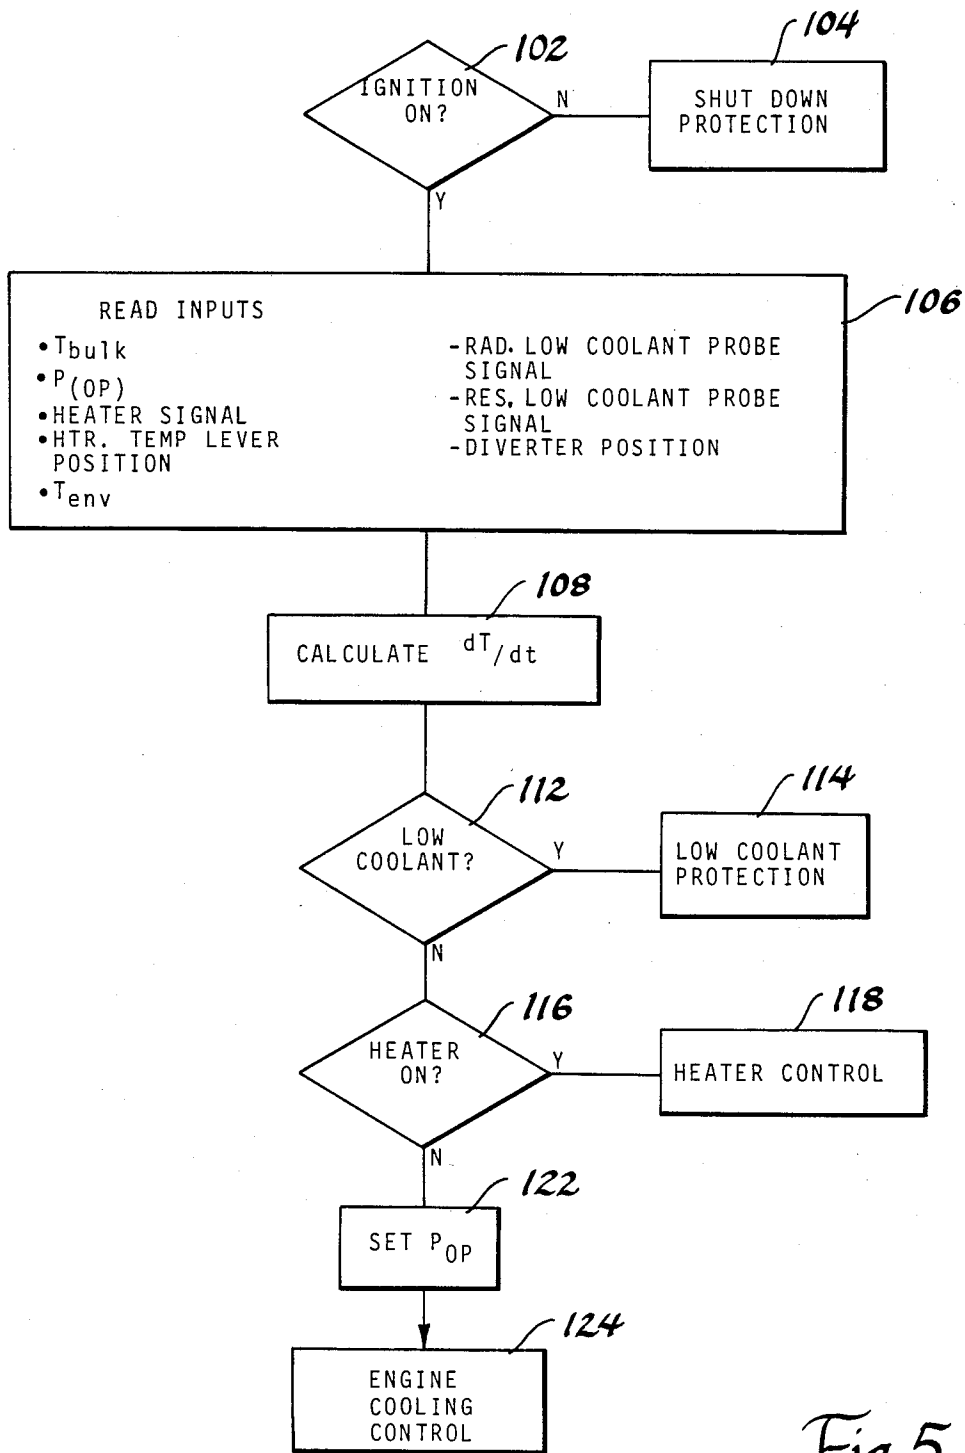 102
104
IGNITION
ON?
N
SHUT DOWN
PROTECTION
Y
106
READ INPUTS
•Tbulk
•P(OP)
•HEATER SIGNAL
•HTR. TEMP LEVER
POSITION
•Tenv
-RAD. LOW COOLANT PROBE
SIGNAL
-RES. LOW COOLANT PROBE
SIGNAL
-DIVERTER POSITION
108
CALCULATE dT/dt
112
114
LOW
COOLANT?
Y
LOW COOLANT
PROTECTION
N
116
118
HEATER
ON?
Y
HEATER CONTROL
N
122
SET POP
124
ENGINE
COOLING
CONTROL
Fig. 5